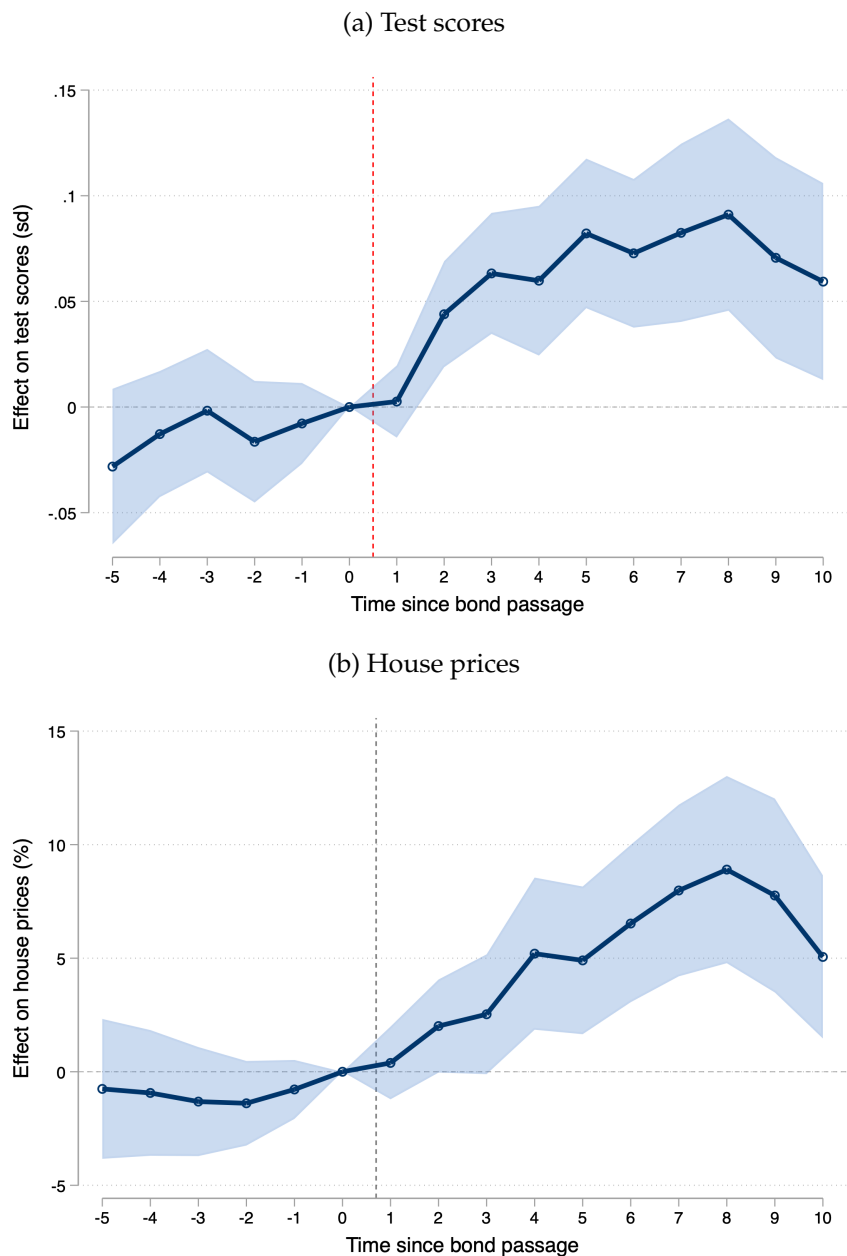 (a) Test scores
Effect on test scores (sd)
.15
.1
.05
0
-.05
-5 -4 -3 -2 -1 0 1 2 3 4 5 6 7 8 9 10
Time since bond passage
(b) House prices
Effect on house prices (%)
15
10
5
0
-5
-5 -4 -3 -2 -1 0 1 2 3 4 5 6 7 8 9 10
Time since bond passage